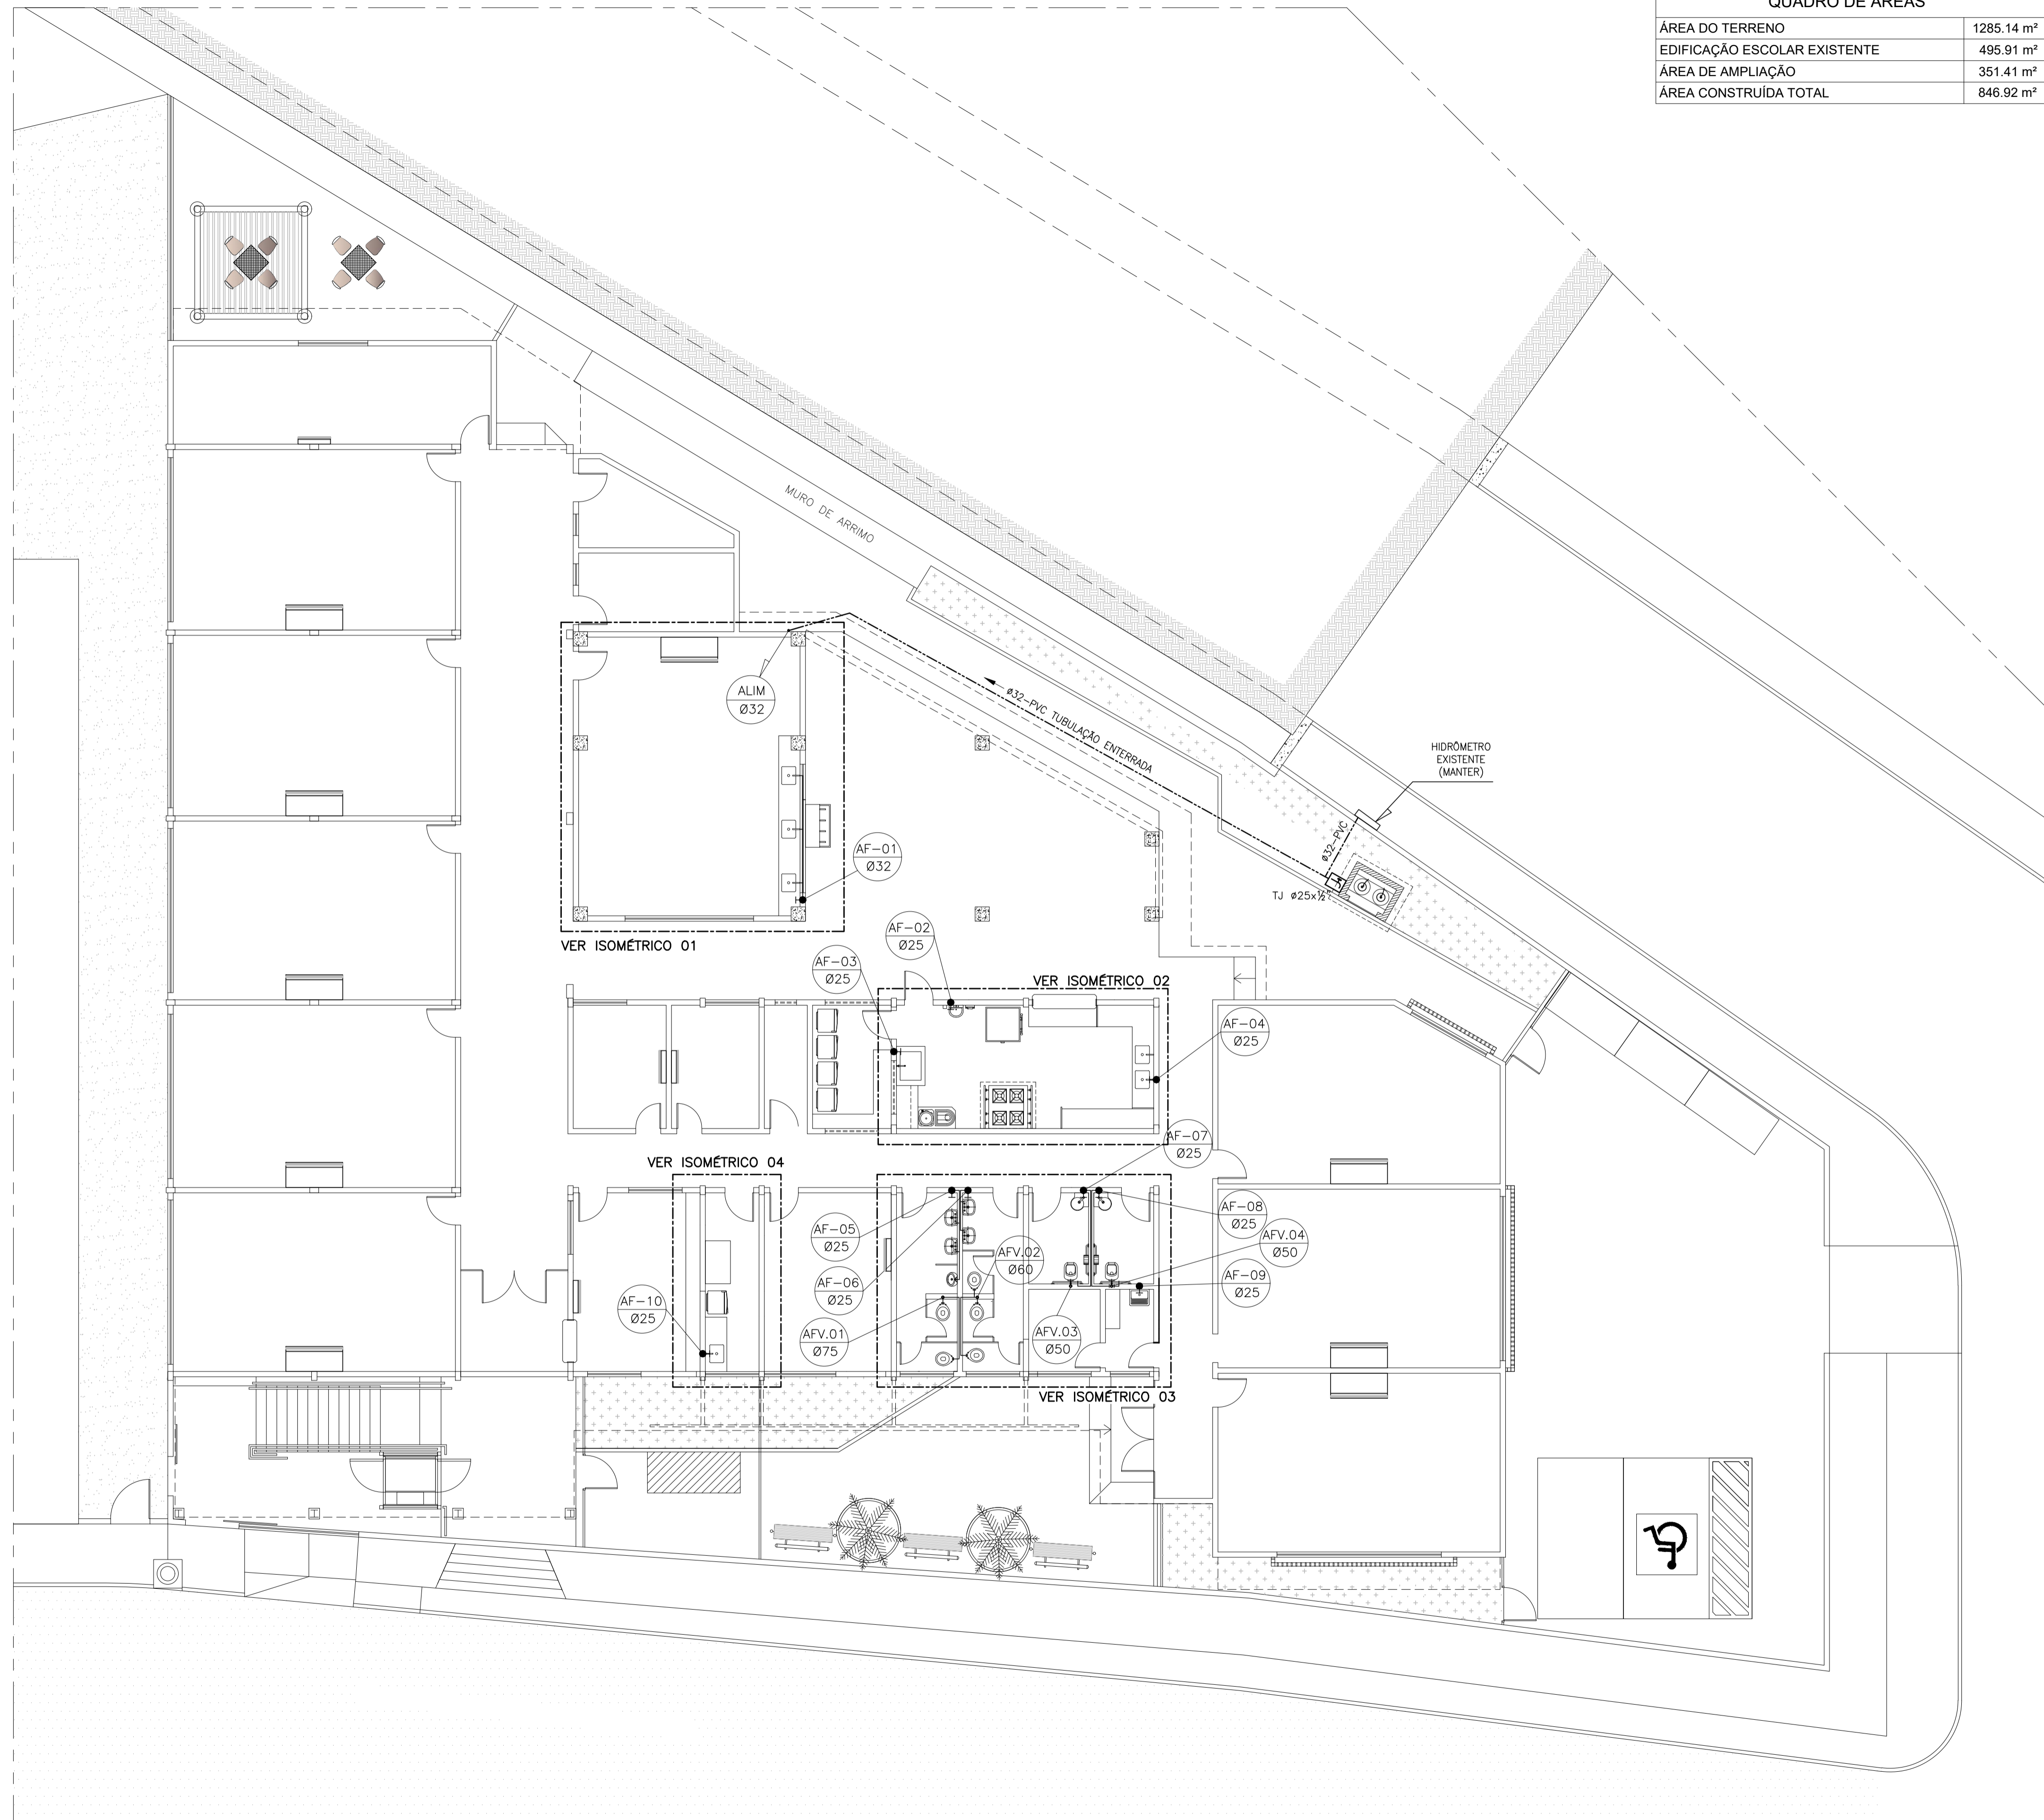 QUADRO DE ÁREAS
ÁREA DO TERRENO 1285.14 m²
EDIFICAÇÃO ESCOLAR EXISTENTE 495.91 m²
ÁREA DE AMPLIAÇÃO 351.41 m²
ÁREA CONSTRUÍDA TOTAL 846.92 m²
MURO DE ARRIMO
ALIM
Ø32
Ø32-PVC TUBULAÇÃO ENTERRADA
HIDRÔMETRO
EXISTENTE
(MANTER)
Ø32-PVC
TJ Ø25x½"
AF-01
Ø32
VER ISOMÉTRICO 01
AF-02
Ø25
AF-03
Ø25
VER ISOMÉTRICO 02
AF-04
Ø25
AF-07
Ø25
VER ISOMÉTRICO 04
AF-05
Ø25
AF-08
Ø25
AFV.02
Ø60
AFV.04
Ø50
AF-06
Ø25
AF-09
Ø25
AF-10
Ø25
AFV.01
Ø75
AFV.03
Ø50
VER ISOMÉTRICO 03